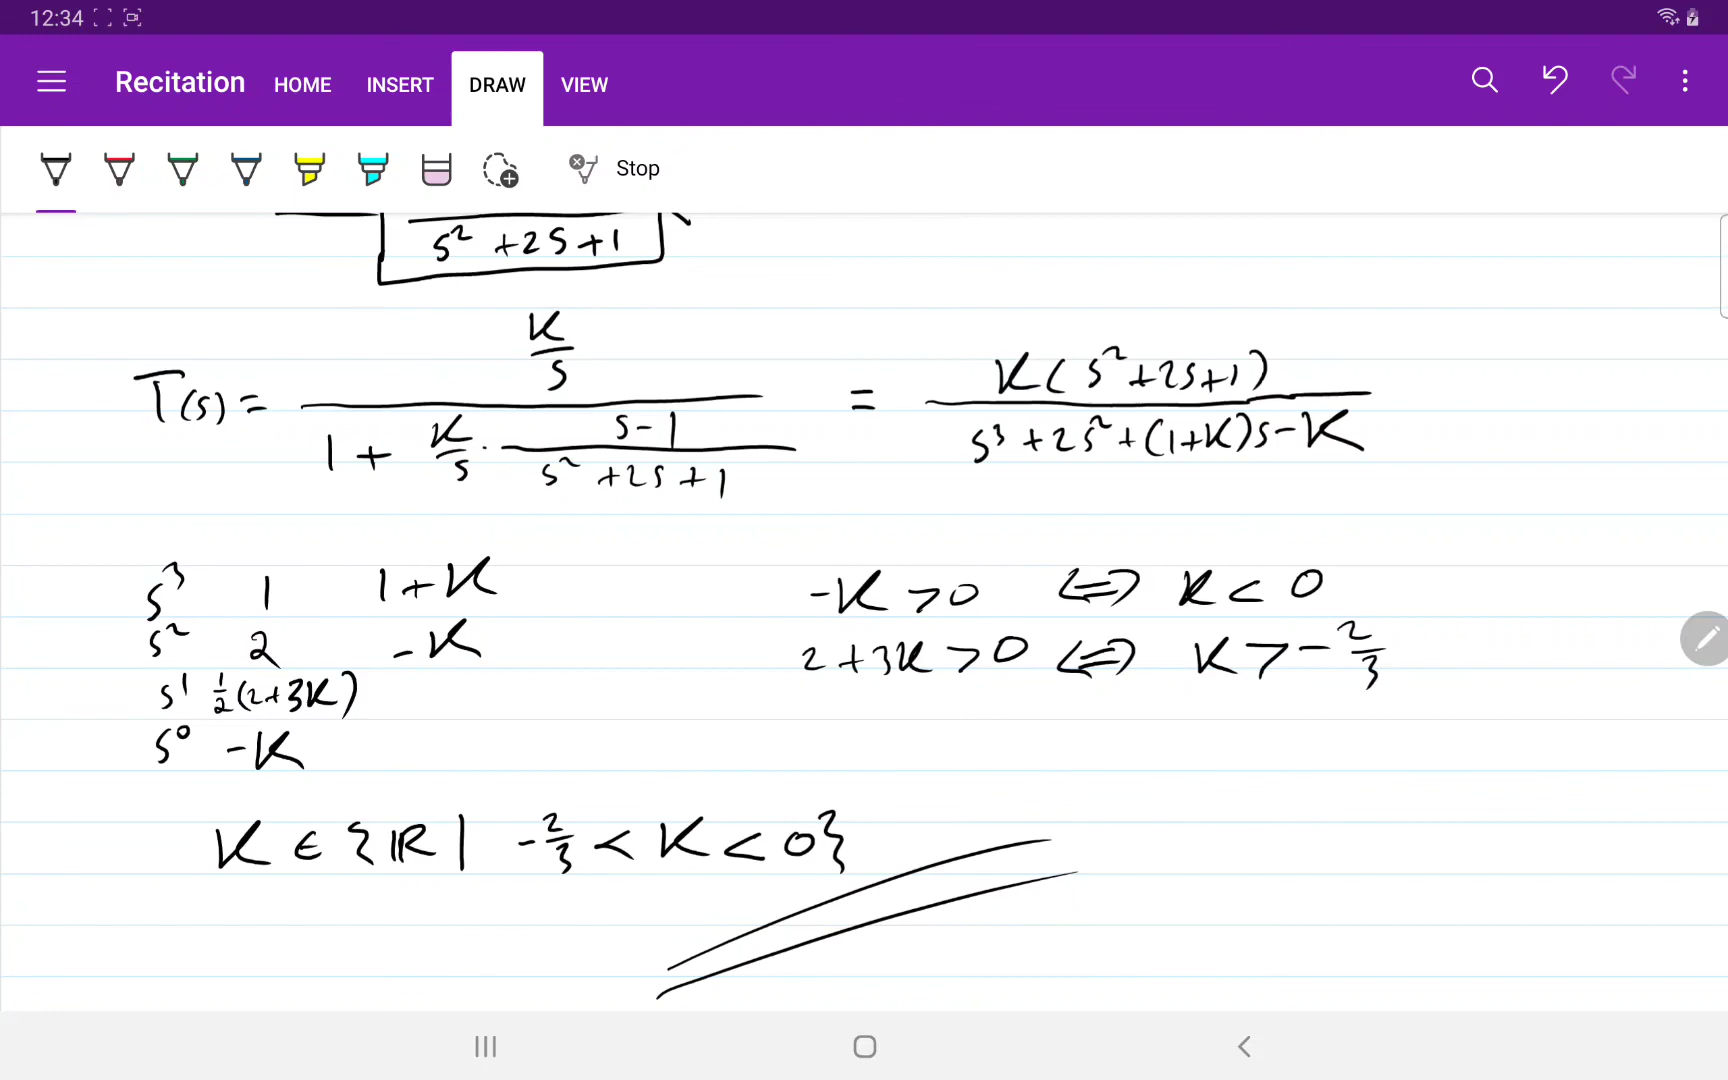 12:34
Recitation HOME INSERT DRAW VIEW
Stop
s² + 2s + 1
T(s) = (K/s) / (1 + K/s · (s-1)/(s² + 2s + 1)) = K(s² + 2s + 1) / (s³ + 2s² + (1+K)s - K)
s³ 1 1+K
s² 2 -K
s¹ ½(2+3K)
s⁰ -K
-K > 0 ⇔ K < 0
2+3K > 0 ⇔ K > -2/3
K ∈ {ℝ | -2/3 < K < 0}